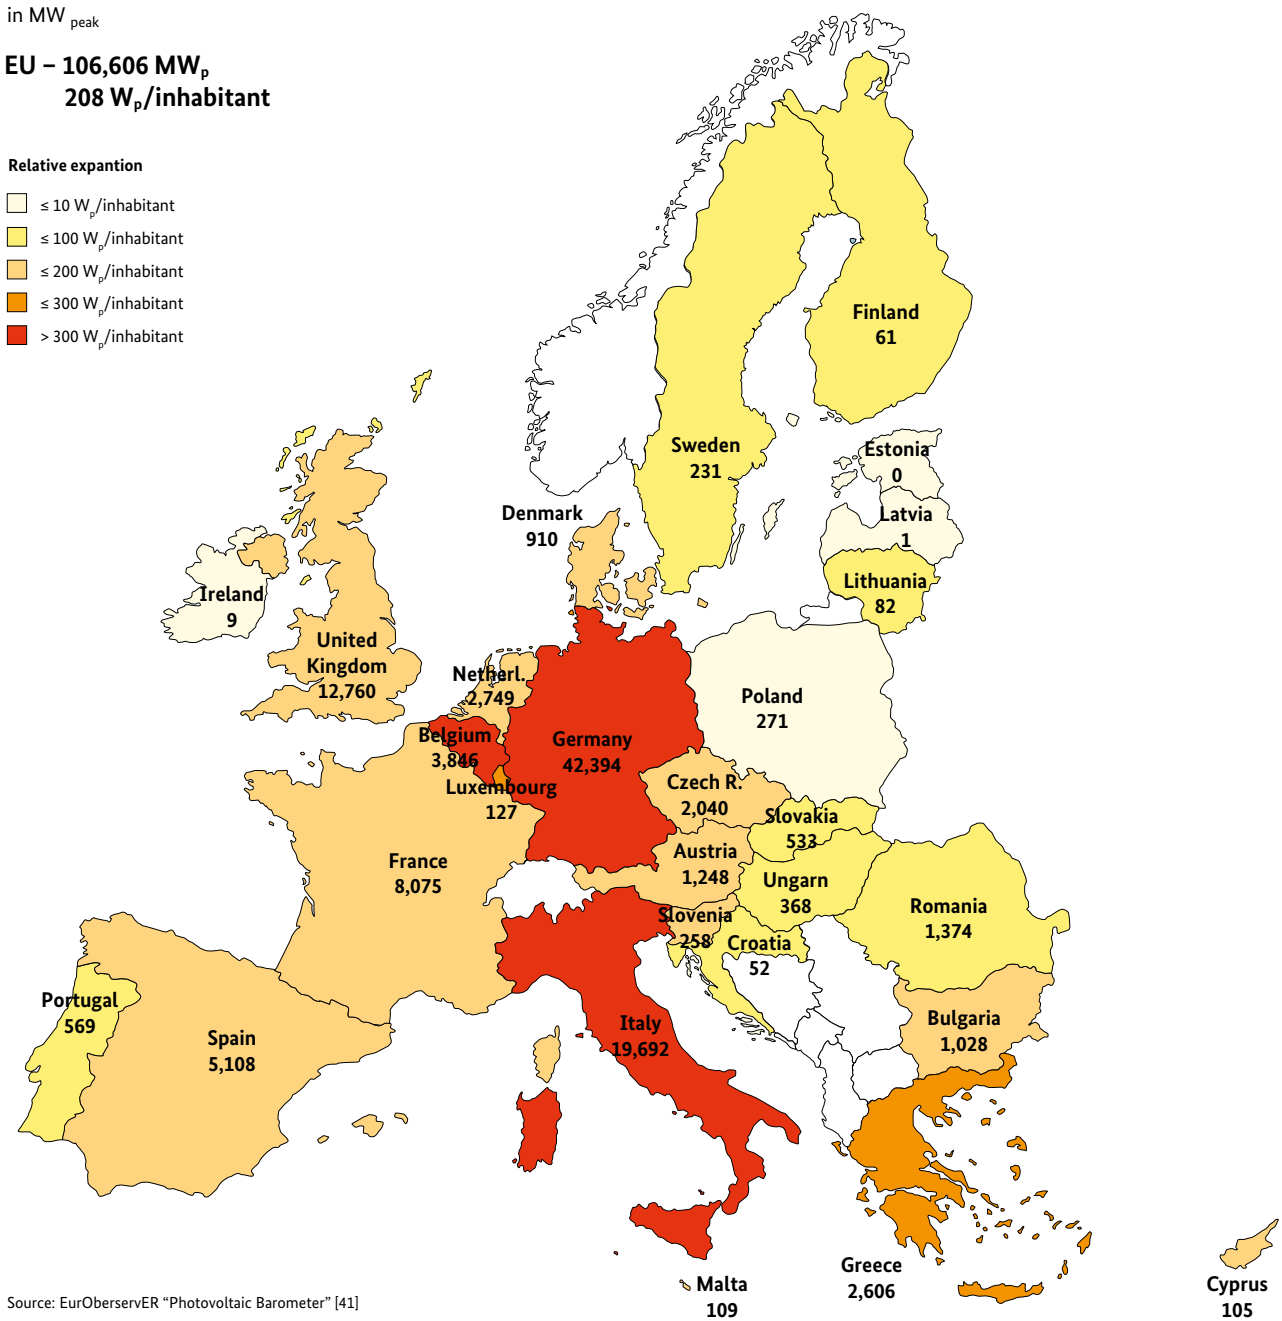 in MW peak
EU – 106,606 MWp
208 Wp/inhabitant
Relative expantion
≤ 10 Wp/inhabitant
≤ 100 Wp/inhabitant
≤ 200 Wp/inhabitant
≤ 300 Wp/inhabitant
> 300 Wp/inhabitant
Finland
61
Sweden
231
Estonia
0
Latvia
1
Lithuania
82
Denmark
910
Ireland
9
United
Kingdom
12,760
Netherl.
2,749
Belgium
3,846
Luxembourg
127
Germany
42,394
Poland
271
Czech R.
2,040
Slovakia
533
Austria
1,248
Ungarn
368
France
8,075
Slovenia
258
Croatia
52
Romania
1,374
Bulgaria
1,028
Portugal
569
Spain
5,108
Italy
19,692
Greece
2,606
Malta
109
Cyprus
105
Source: EurOberservER “Photovoltaic Barometer” [41]